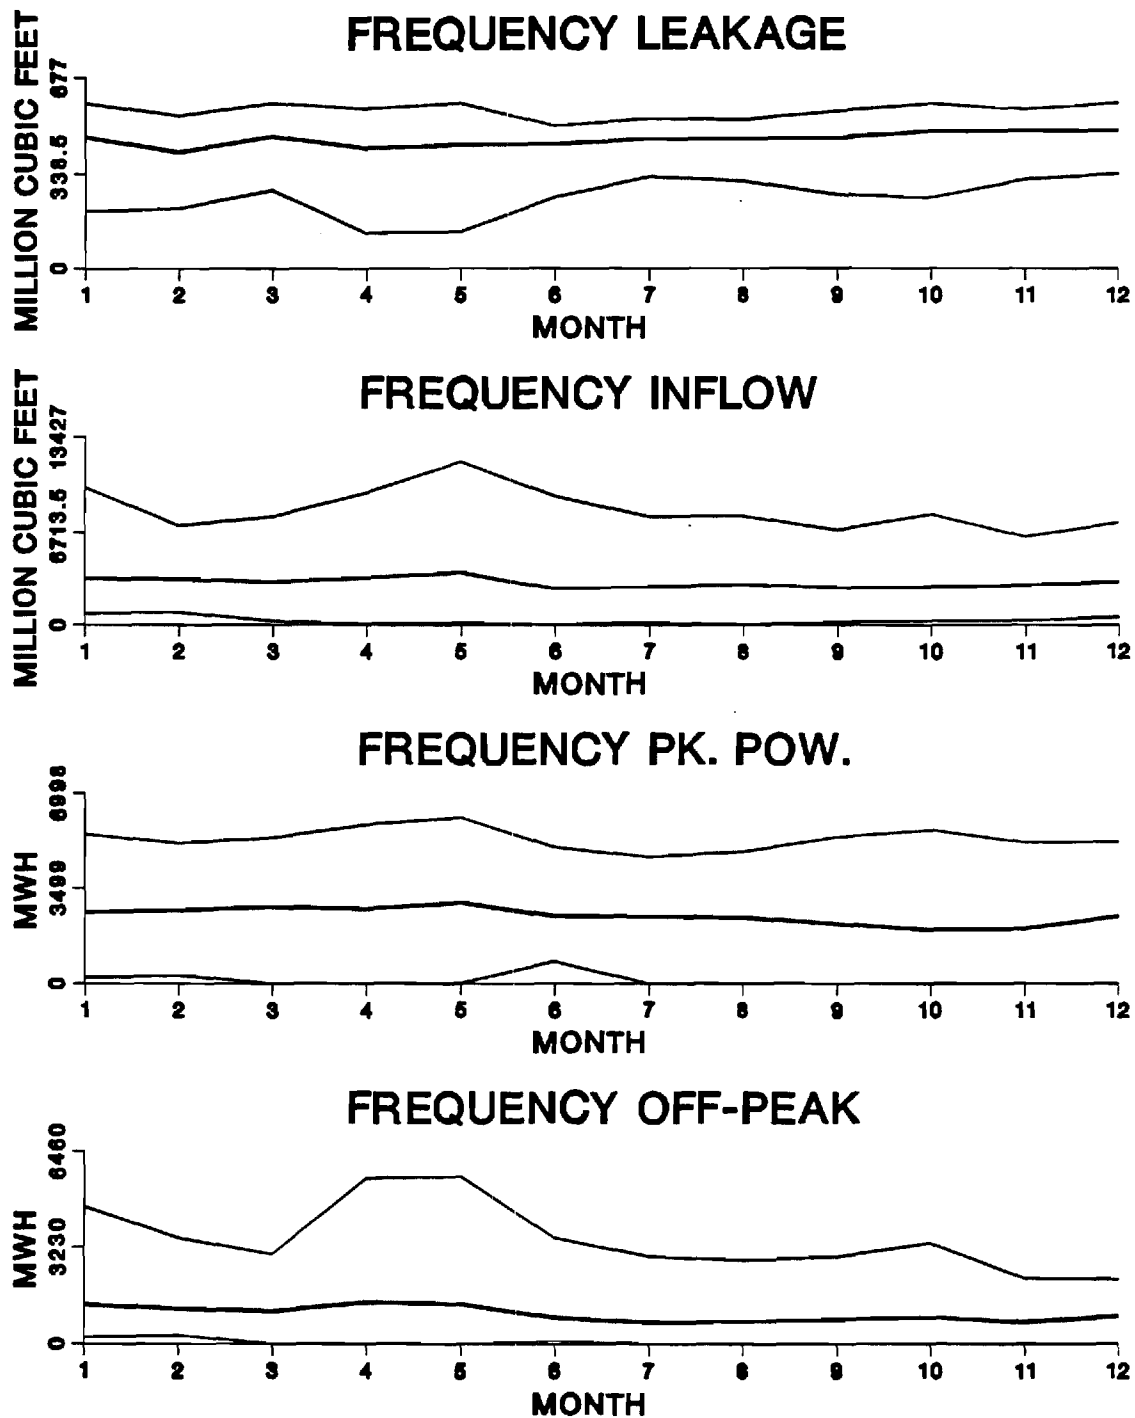 FREQUENCY LEAKAGE
MILLION CUBIC FEET
677
338.5
0
1 2 3 4 5 6 7 8 9 10 11 12
MONTH
FREQUENCY INFLOW
MILLION CUBIC FEET
13427
6713.5
0
1 2 3 4 5 6 7 8 9 10 11 12
MONTH
FREQUENCY PK. POW.
MWH
6998
3499
0
1 2 3 4 5 6 7 8 9 10 11 12
MONTH
FREQUENCY OFF-PEAK
MWH
6460
3230
0
1 2 3 4 5 6 7 8 9 10 11 12
MONTH